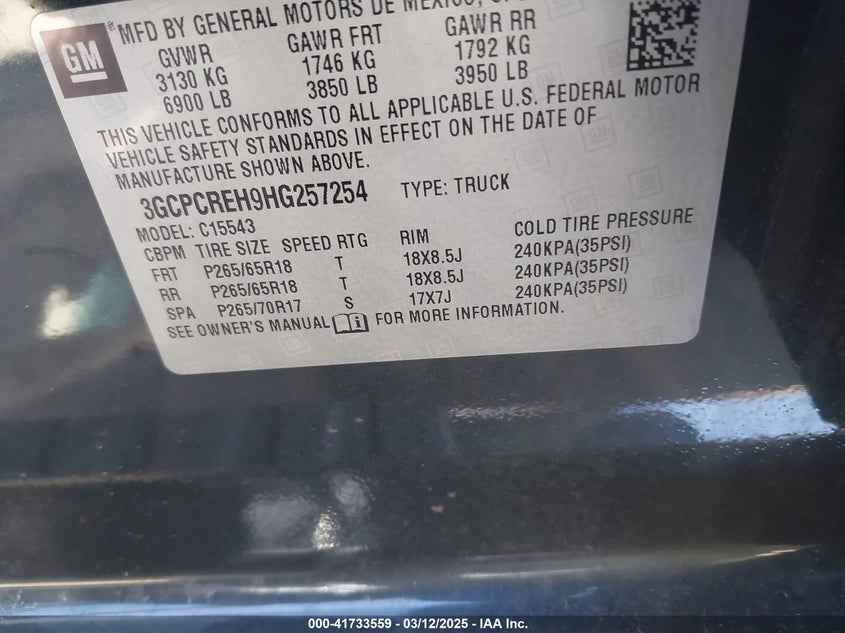 GM
MFD BY GENERAL MOTORS DE MEXICO,
GVWR GAWR FRT GAWR RR
3130 KG 1746 KG 1792 KG
6900 LB 3850 LB 3950 LB
THIS VEHICLE CONFORMS TO ALL APPLICABLE U.S. FEDERAL MOTOR
VEHICLE SAFETY STANDARDS IN EFFECT ON THE DATE OF
MANUFACTURE SHOWN ABOVE.
3GCPCREH9HG257254 TYPE: TRUCK
MODEL: C15543
CBPM TIRE SIZE SPEED RTG RIM COLD TIRE PRESSURE
FRT P265/65R18 T 18X8.5J 240KPA(35PSI)
RR P265/65R18 T 18X8.5J 240KPA(35PSI)
SPA P265/70R17 S 17X7J 240KPA(35PSI)
SEE OWNER'S MANUAL FOR MORE INFORMATION.
000-41733559 - 03/12/2025 - IAA Inc.